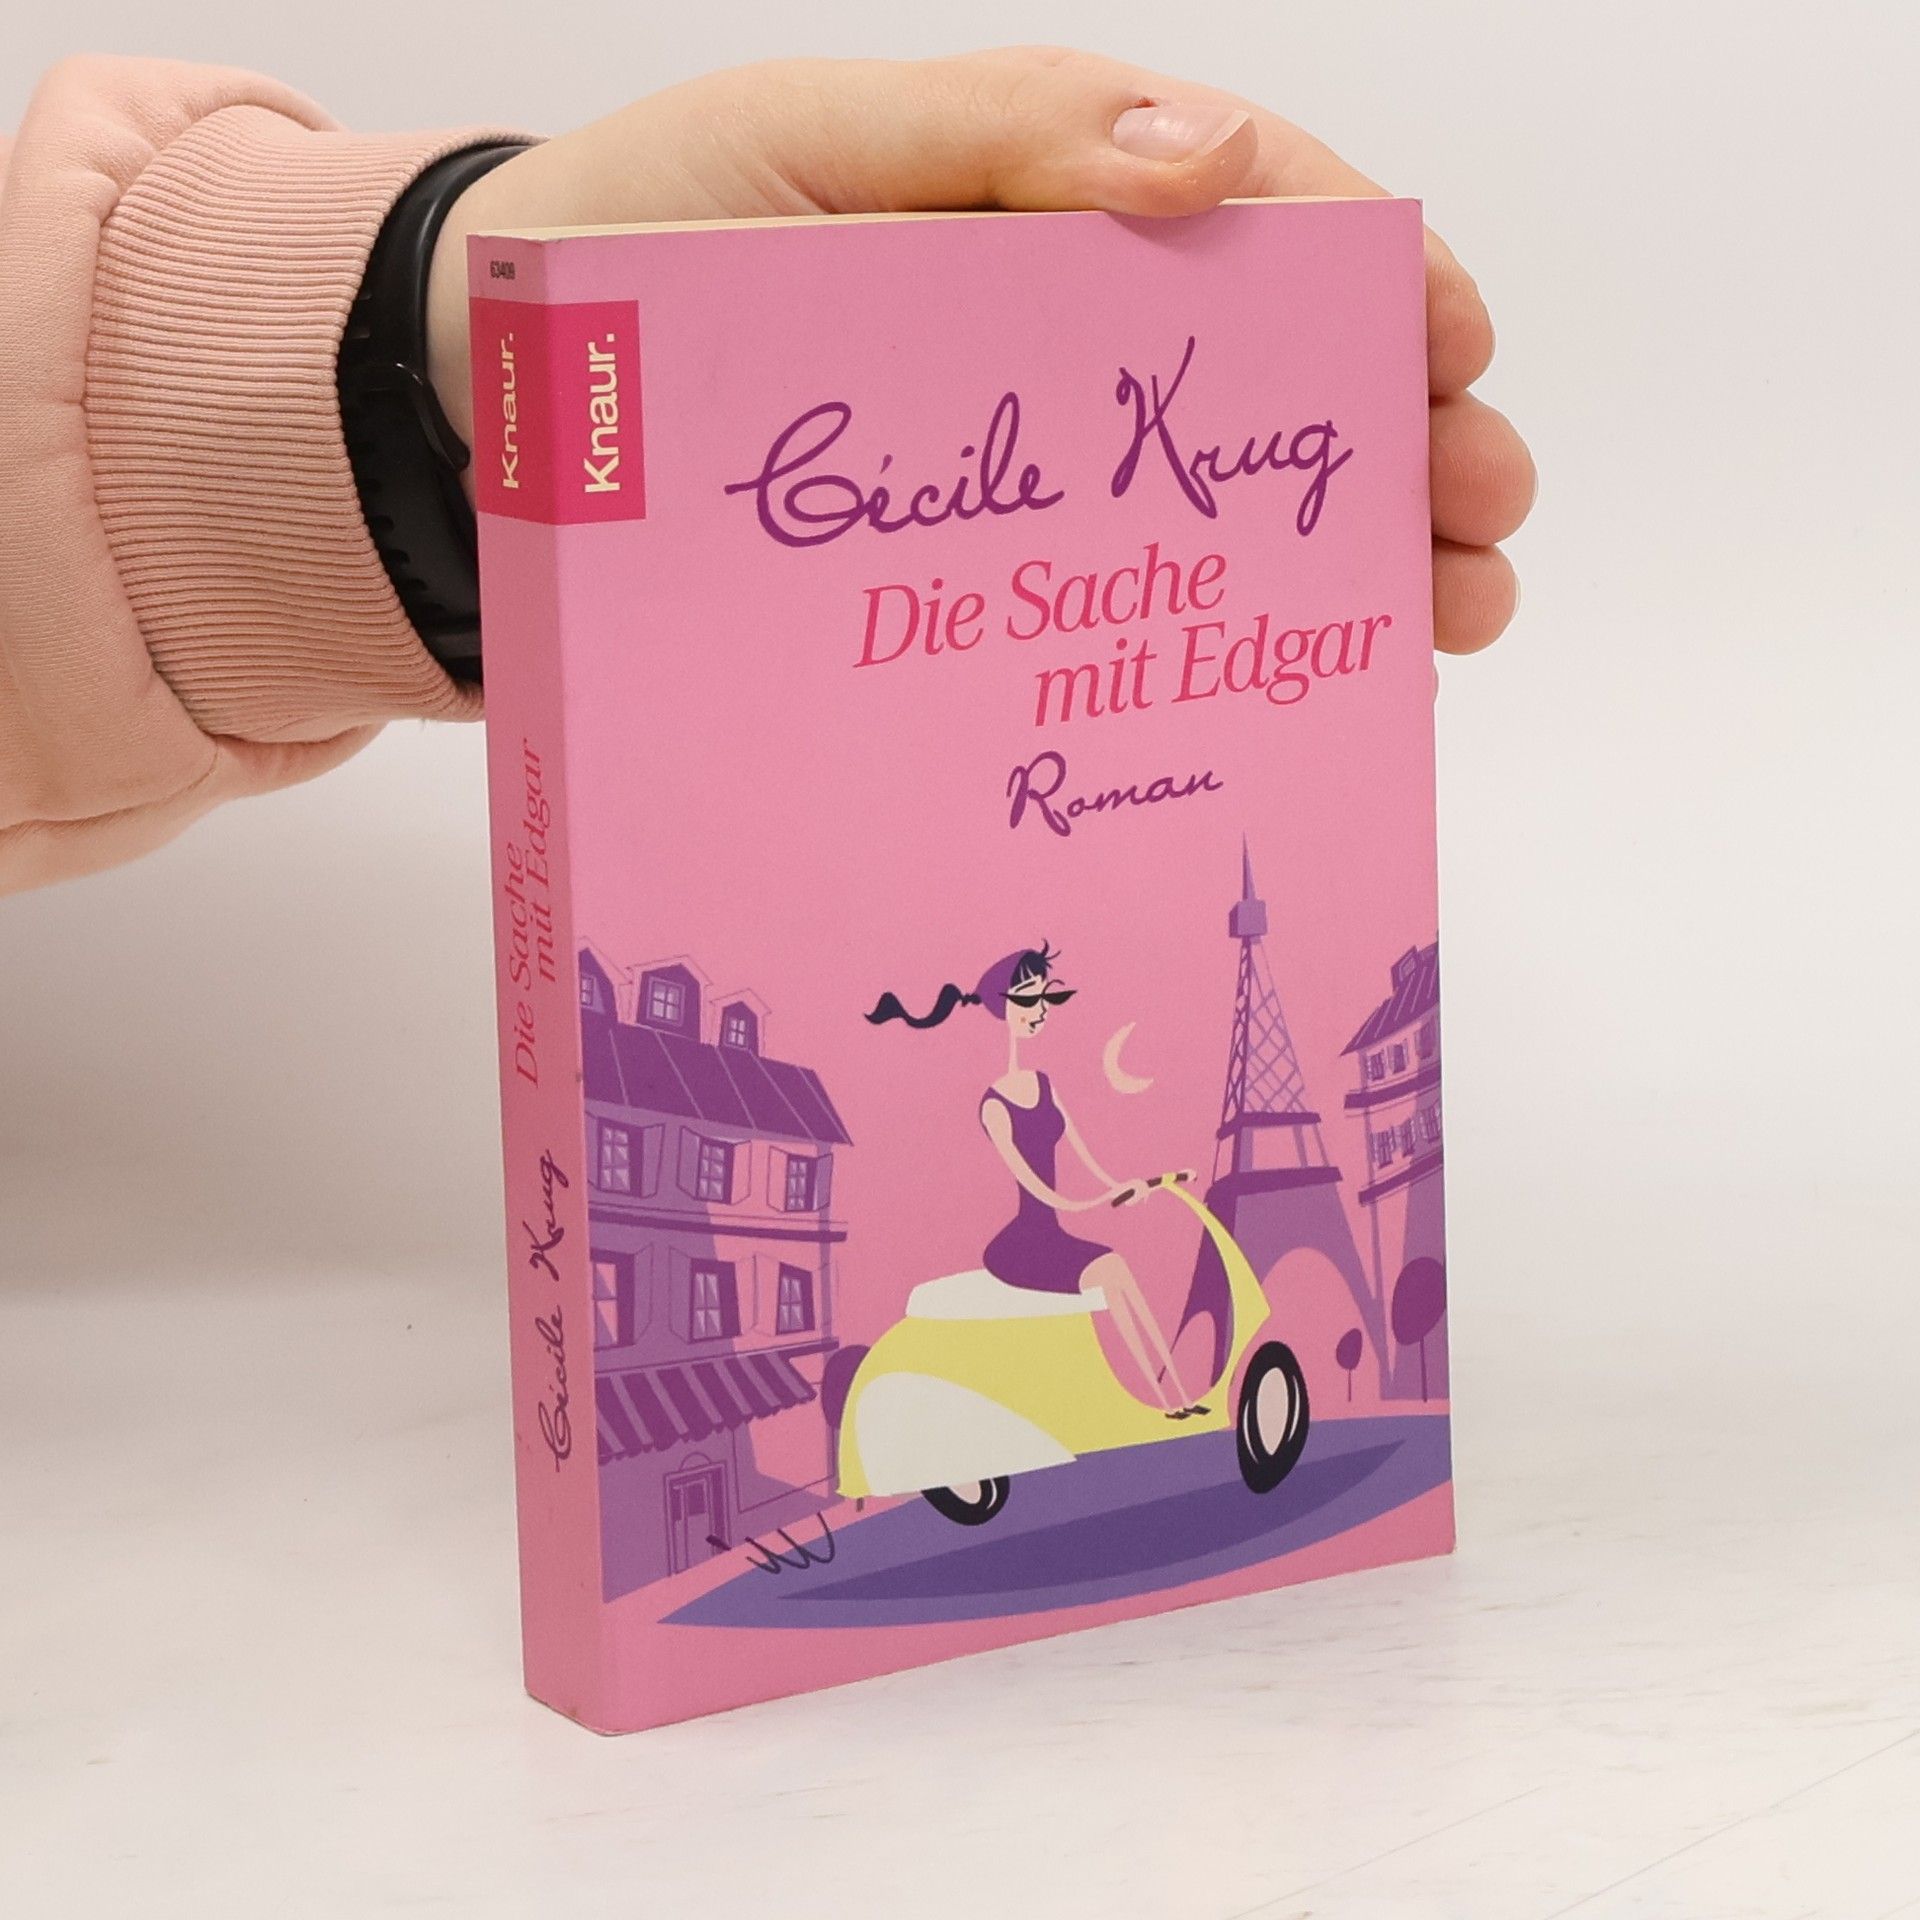 63409
Knaur.
Knaur.
Cécile Krug
Die Sache
mit Edgar
Roman
Die Sache
mit Edgar
Cécile Krug